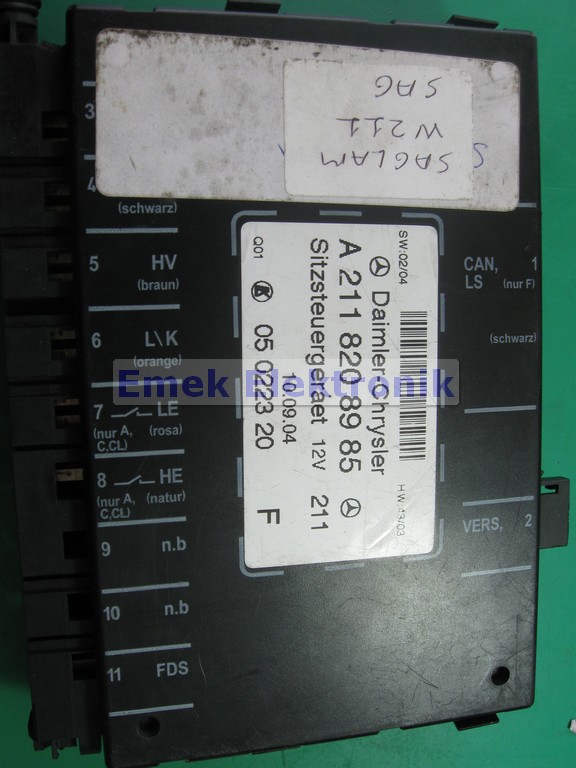 SAGLAM
W211
SAG
3
4
(schwarz)
5 HV
(braun)
6 L\K
(orange)
7 LE
(nur A, (rosa)
C,CL)
8 HE
(nur A, (natur)
C,CL)
9 n.b
10 n.b
11 FDS
SW:02/04
HW:43/03
DaimlerChrysler
A 211 820 89 85
Sitzsteuergeraet 12V 211
10.09.04
Q01
05 0223 20 F
CAN, 1
LS (nur F)
(schwarz)
VERS, 2
Emek Elektronik